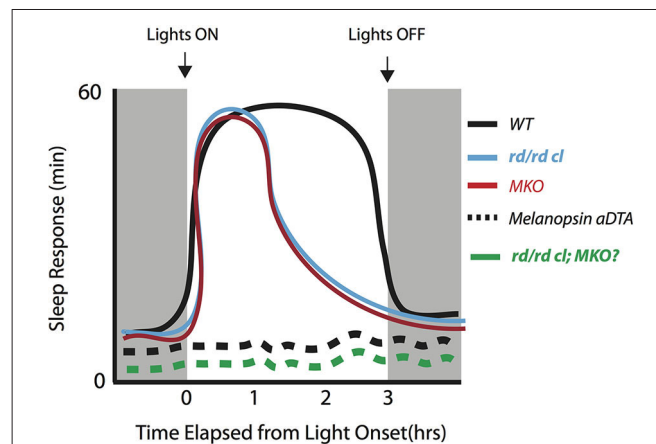 Lights ON
Lights OFF
60
WT
rd/rd cl
MKO
Melanopsin aDTA
rd/rd cl; MKO?
Sleep Response (min)
0
0 1 2 3
Time Elapsed from Light Onset(hrs)